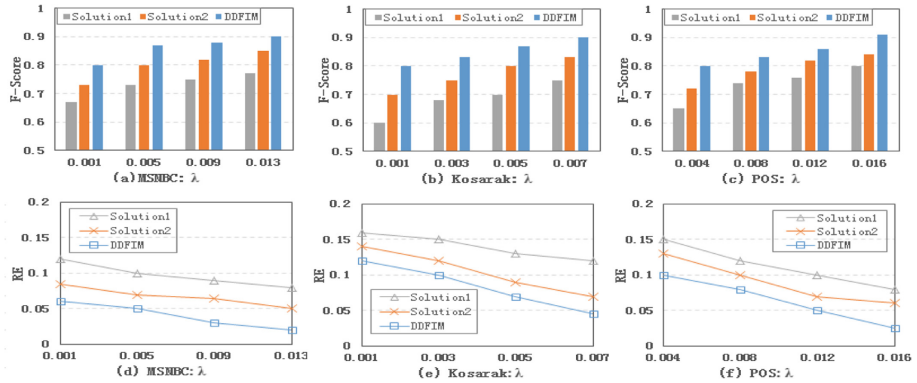 Solution1 Solution2 DDFIM
F-Score
0.9
0.8
0.7
0.6
0.5
0.001 0.005 0.009 0.013
(a)MSNBC: λ
Solution1 Solution2 DDFIM
F-Score
1
0.9
0.8
0.7
0.6
0.5
0.001 0.003 0.005 0.007
(b) Kosarak: λ
Solution1 Solution2 DDFIM
F-Score
1
0.9
0.8
0.7
0.6
0.5
0.004 0.008 0.012 0.016
(c) POS: λ
0.2
0.15
0.1
0.05
0
RE
Solution1
Solution2
DDFIM
0.001 0.005 0.009 0.013
(d) MSNBC: λ
0.2
0.15
0.1
0.05
0
RE
Solution1
Solution2
DDFIM
0.001 0.003 0.005 0.007
(e) Kosarak: λ
0.2
0.15
0.1
0.05
0
RE
Solution1
Solution2
DDFIM
0.004 0.008 0.012 0.016
(f) POS: λ